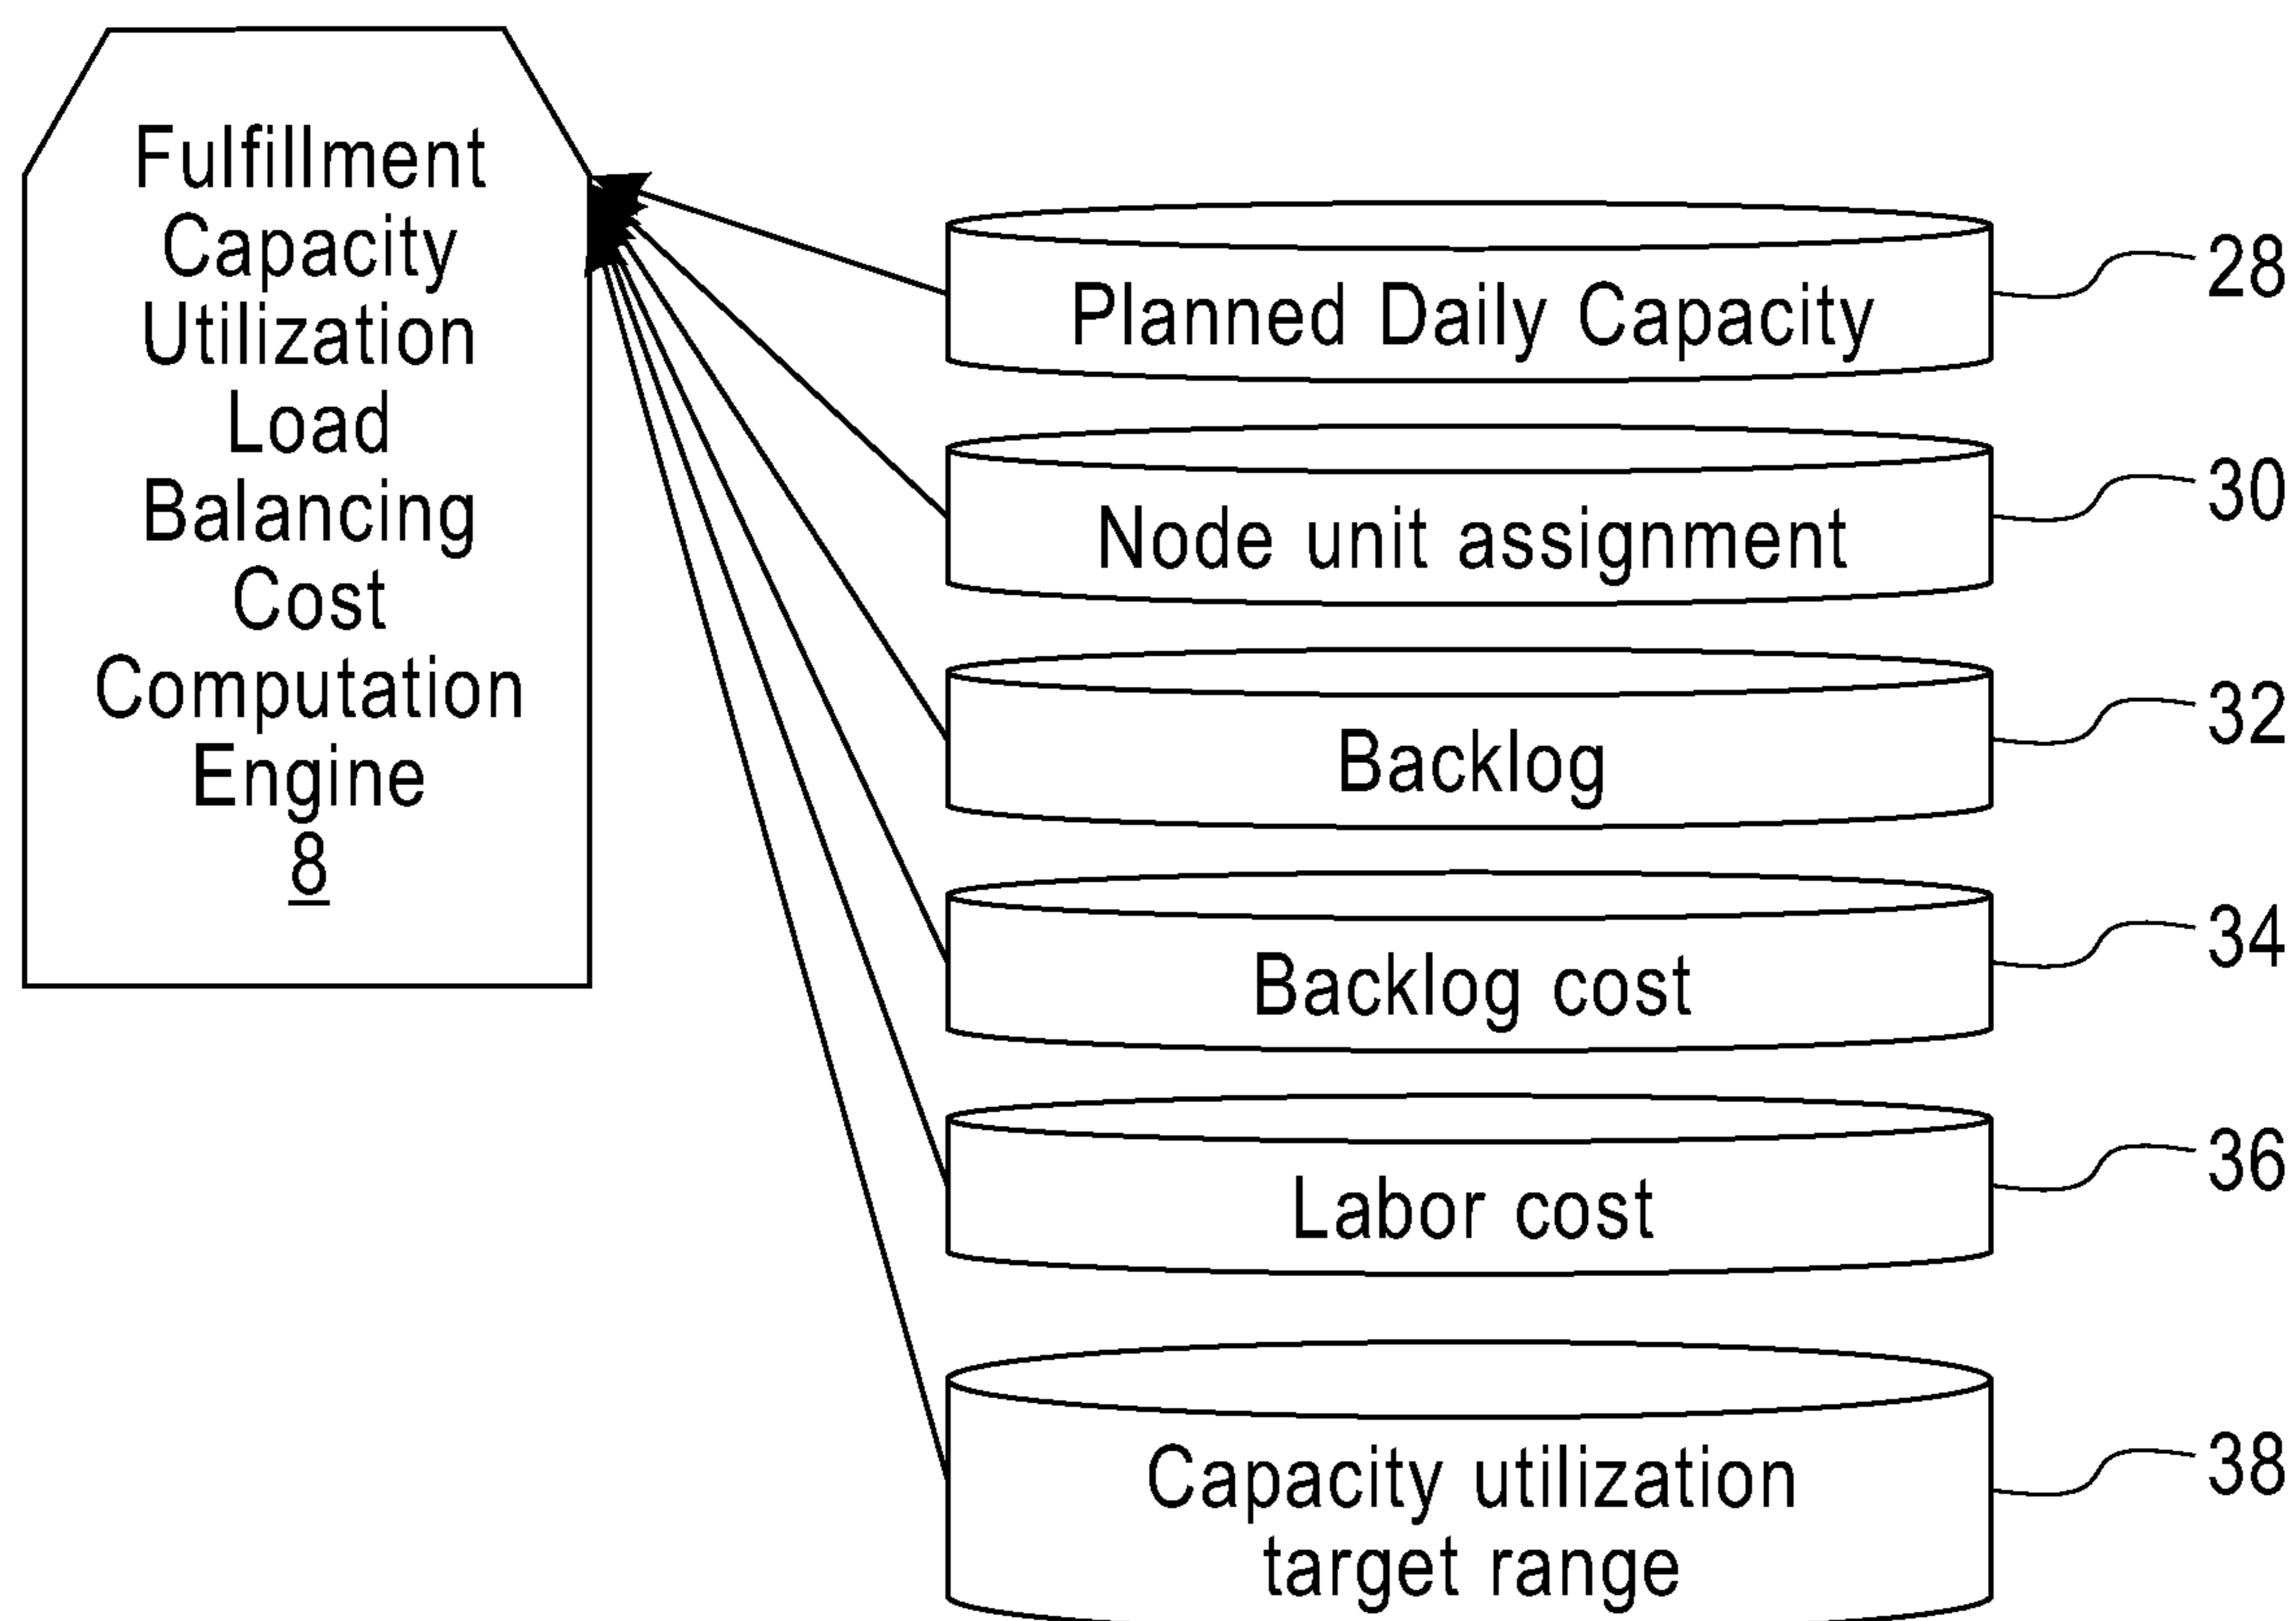 Fulfillment
Capacity
Utilization
Load
Balancing
Cost
Computation
Engine
8
Planned Daily Capacity
28
Node unit assignment
30
Backlog
32
Backlog cost
34
Labor cost
36
Capacity utilization
target range
38